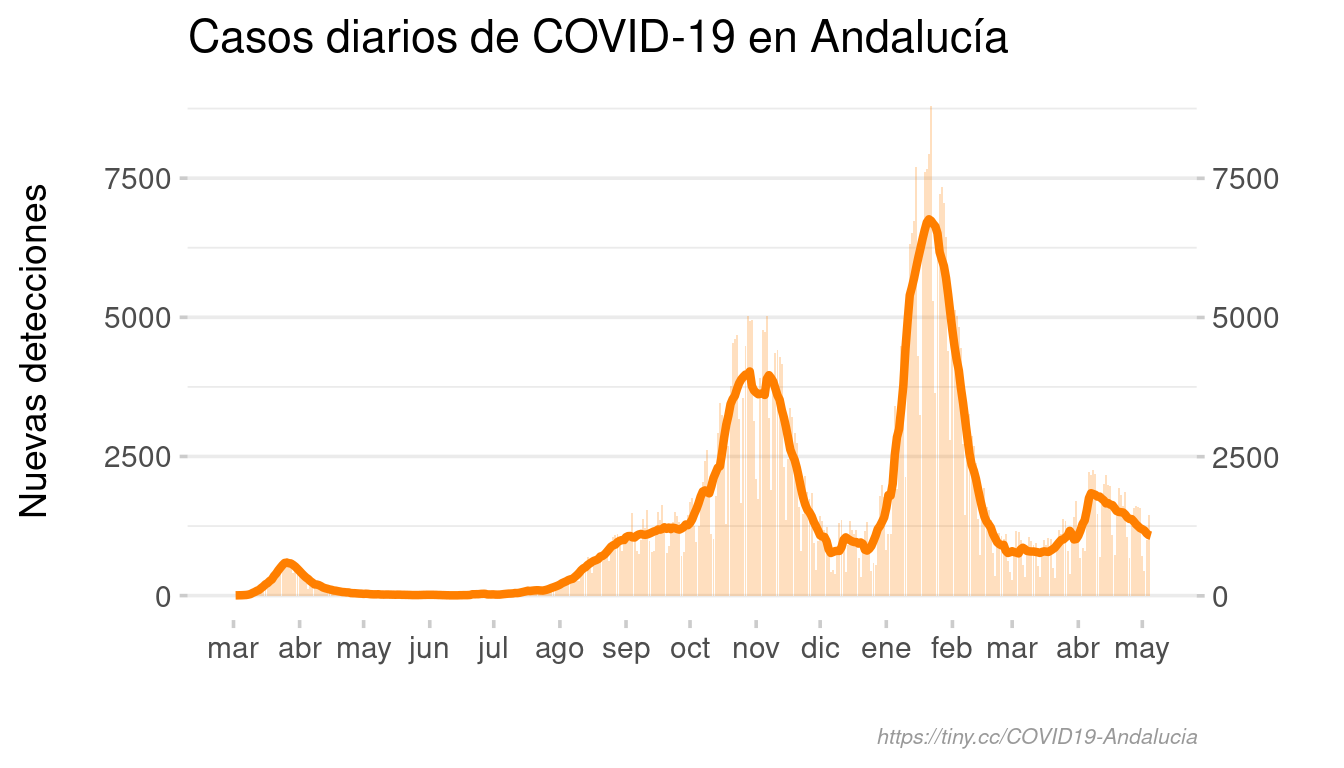 Casos diarios de COVID-19 en Andalucía
Nuevas detecciones
7500 7500
5000 5000
2500 2500
0 0
mar abr may jun jul ago sep oct nov dic ene feb mar abr may
https://tiny.cc/COVID19-Andalucia